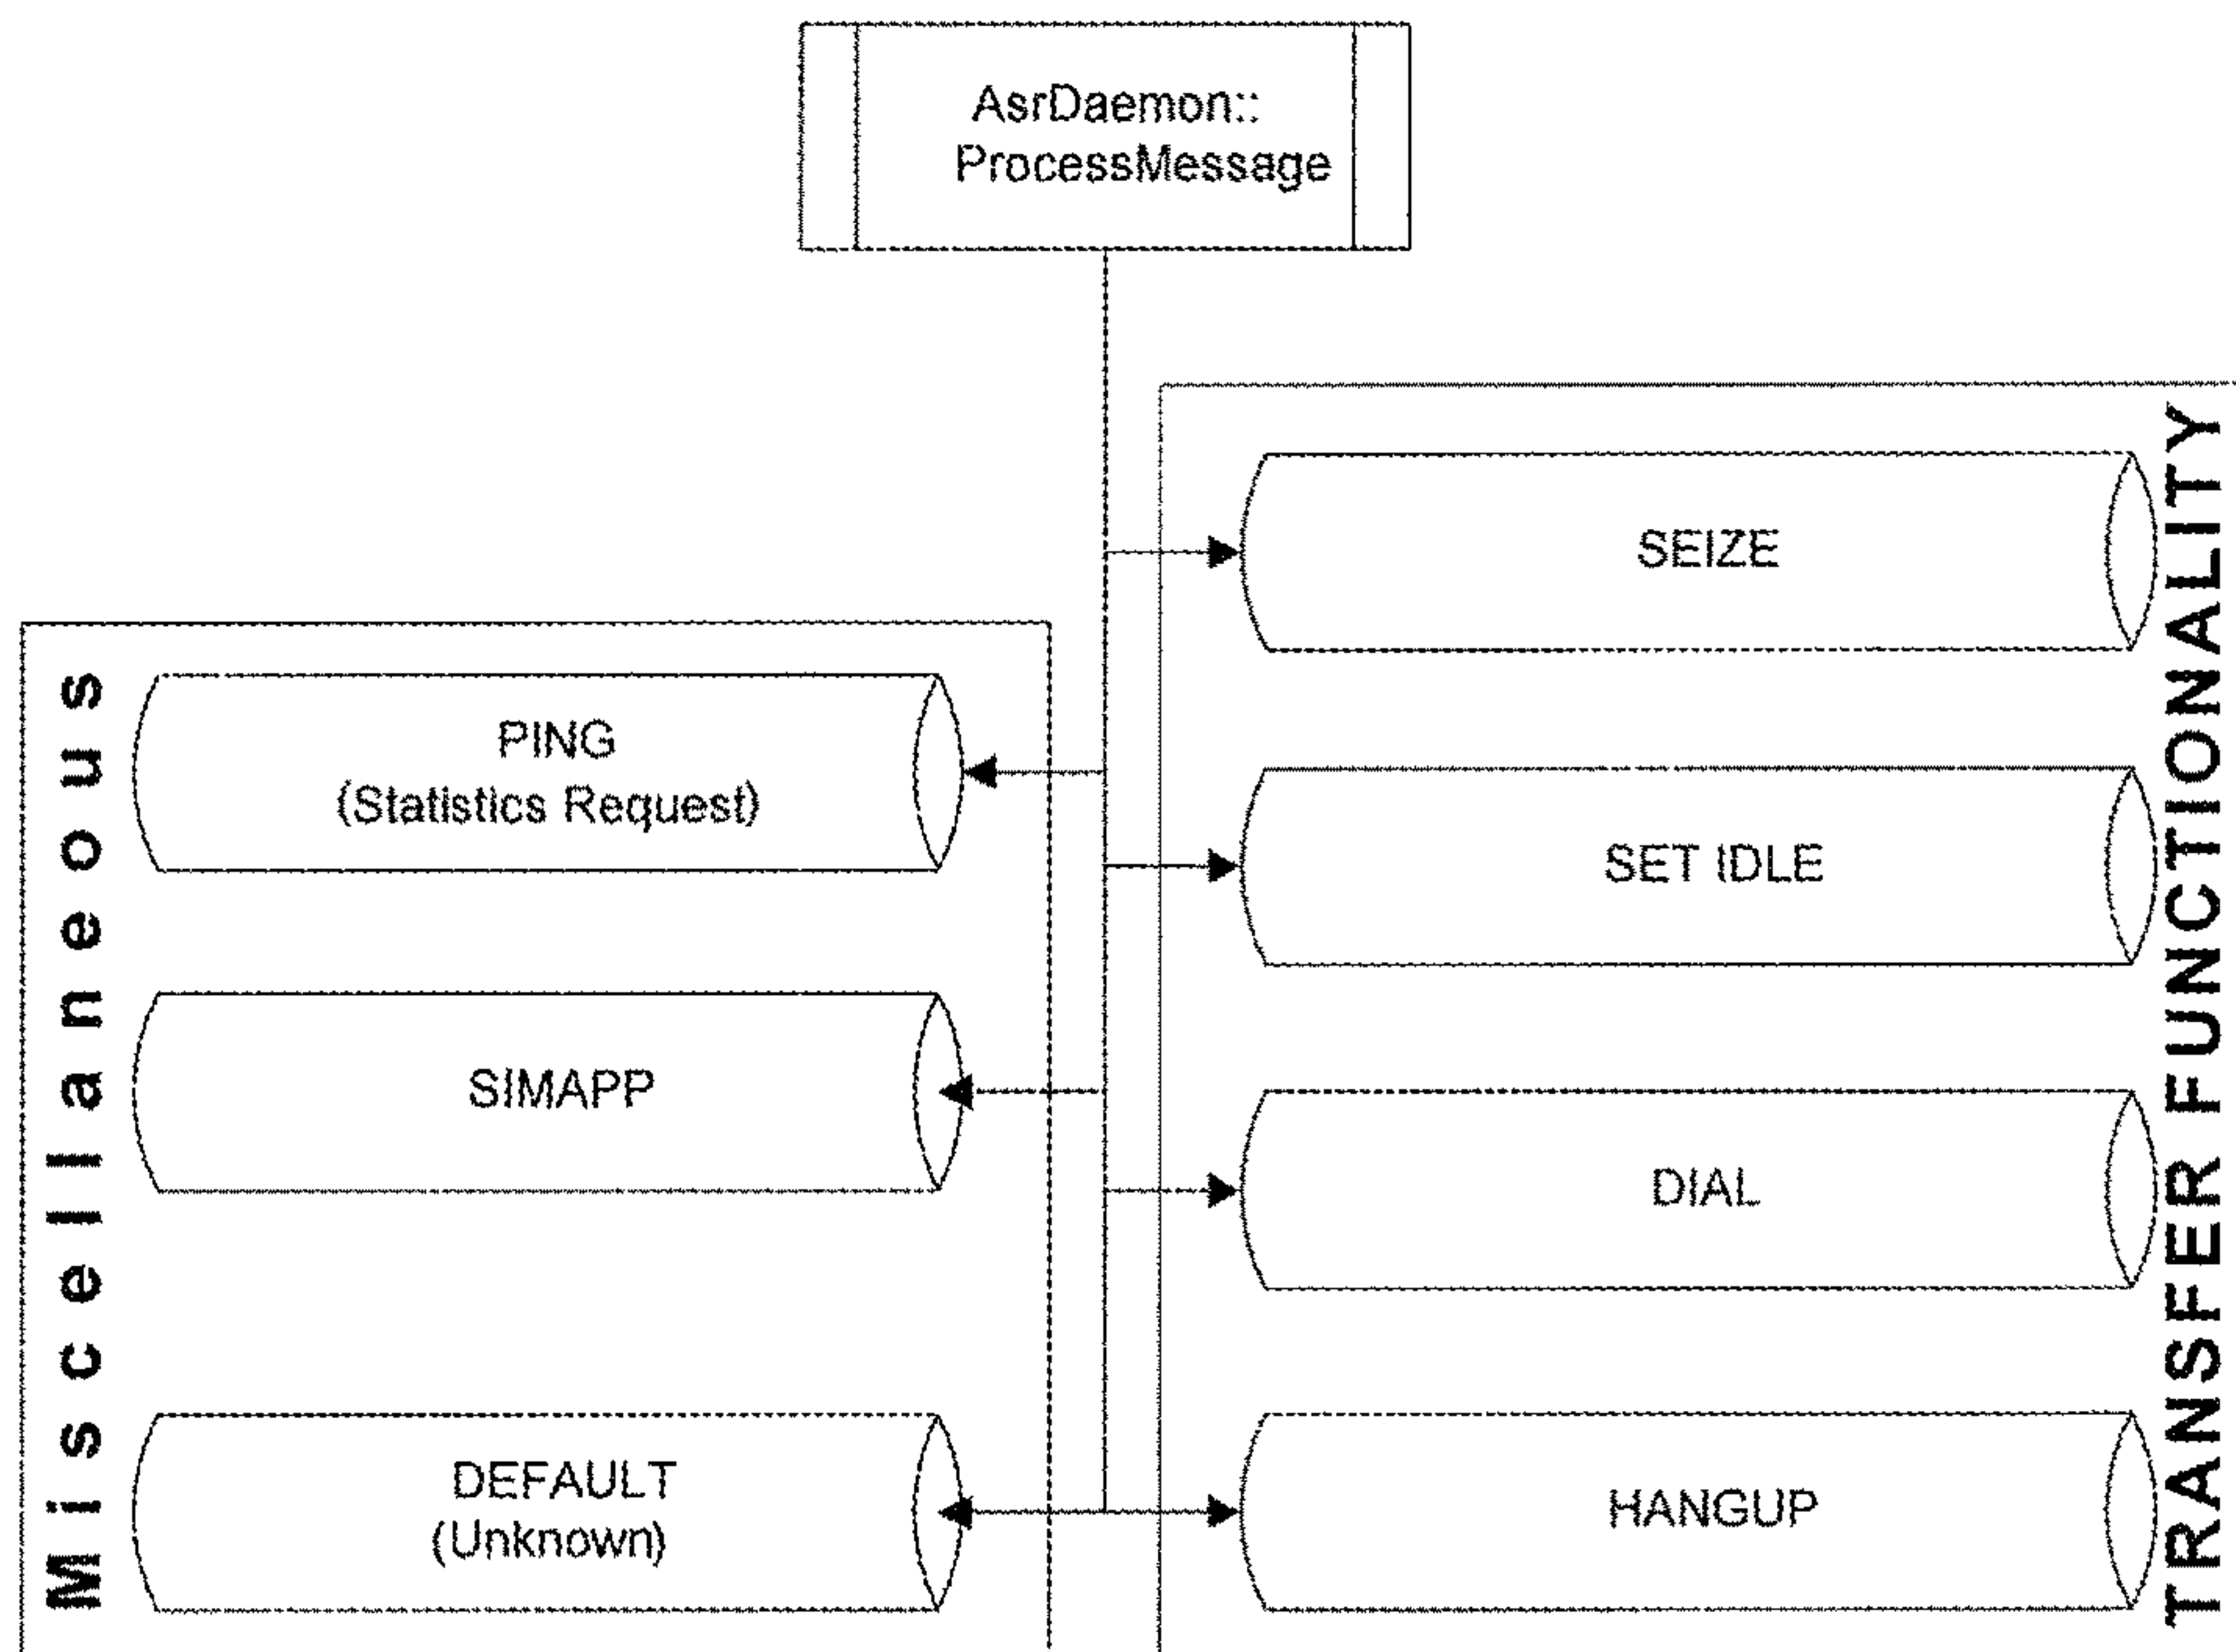 AsrDaemon::
ProcessMessage
Miscellaneous
PING
(Statistics Request)
SIMAPP
DEFAULT
(Unknown)
SEIZE
SET IDLE
DIAL
HANGUP
TRANSFER FUNCTIONALITY